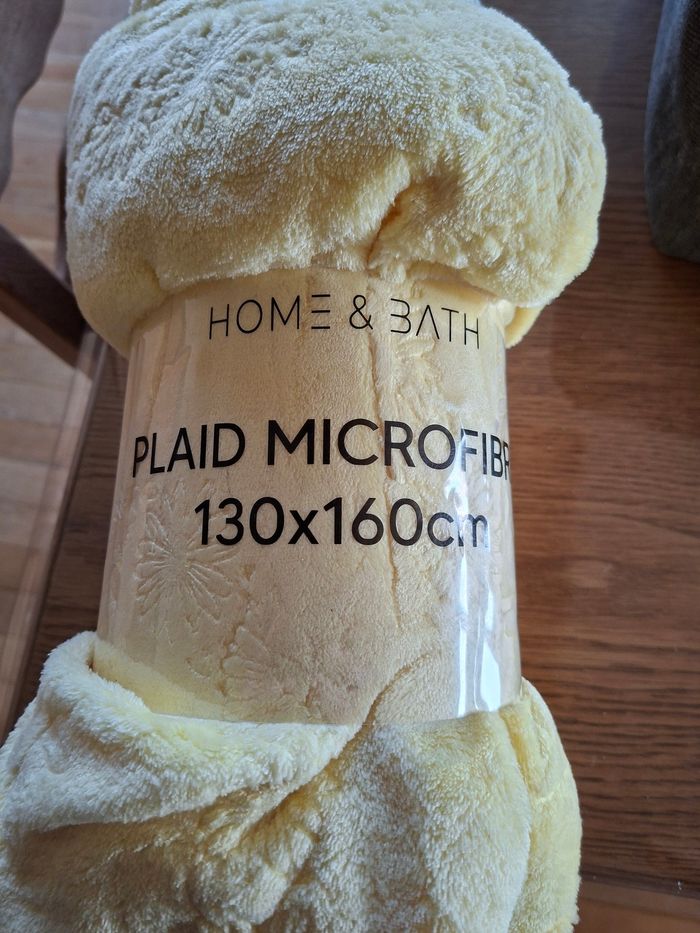 HOME & BATH
PLAID MICROFIBR
130x160cm